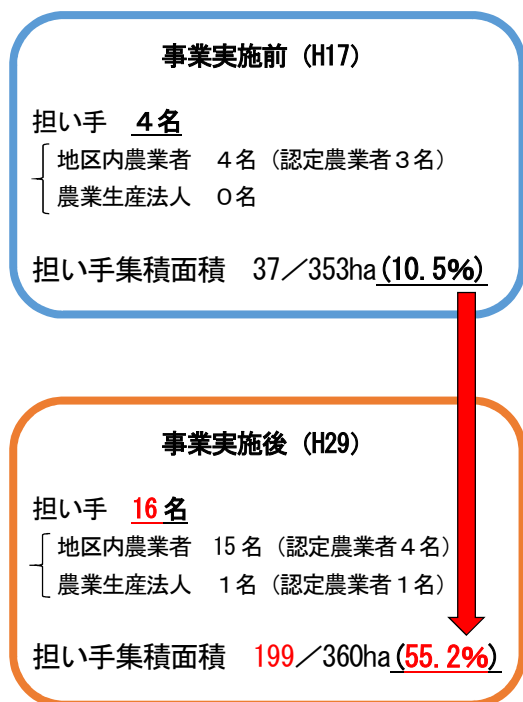 事業実施前（H17）
担い手　４名
地区内農業者　４名（認定農業者３名）
農業生産法人　０名
担い手集積面積　37／353ha(10.5%)
事業実施後（H29）
担い手　16名
地区内農業者　15名（認定農業者４名）
農業生産法人　１名（認定農業者１名）
担い手集積面積　199／360ha(55.2%)